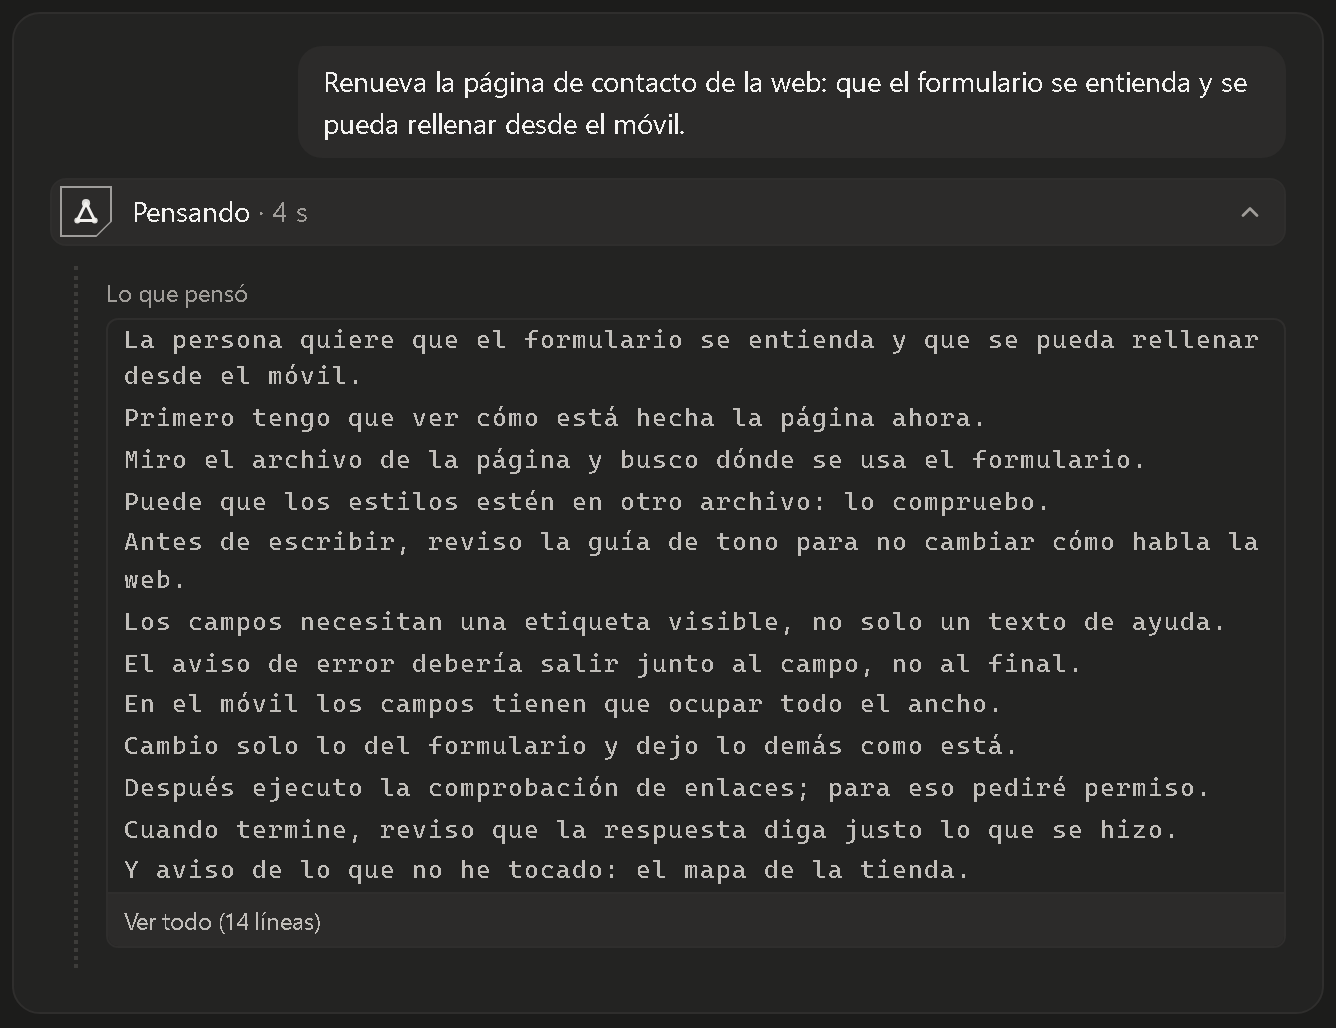 Renueva la página de contacto de la web: que el formulario se entienda y se
pueda rellenar desde el móvil.
Pensando · 4 s
Lo que pensó
La persona quiere que el formulario se entienda y que se pueda rellenar
desde el móvil.
Primero tengo que ver cómo está hecha la página ahora.
Miro el archivo de la página y busco dónde se usa el formulario.
Puede que los estilos estén en otro archivo: lo compruebo.
Antes de escribir, reviso la guía de tono para no cambiar cómo habla la
web.
Los campos necesitan una etiqueta visible, no solo un texto de ayuda.
El aviso de error debería salir junto al campo, no al final.
En el móvil los campos tienen que ocupar todo el ancho.
Cambio solo lo del formulario y dejo lo demás como está.
Después ejecuto la comprobación de enlaces; para eso pediré permiso.
Cuando termine, reviso que la respuesta diga justo lo que se hizo.
Y aviso de lo que no he tocado: el mapa de la tienda.
Ver todo (14 líneas)